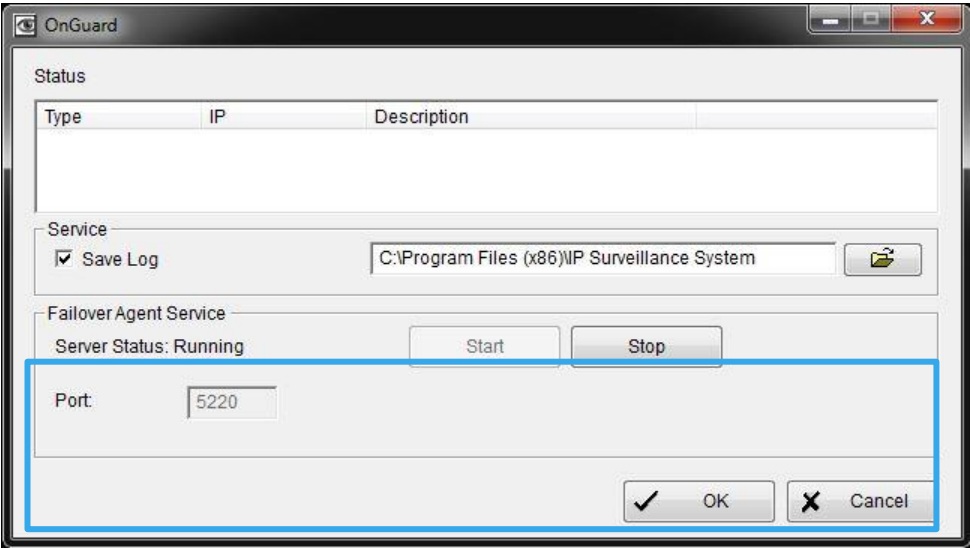 OnGuard
Status
Type IP Description
Service
Save Log C:\Program Files (x86)\IP Surveillance System
Failover Agent Service
Server Status: Running Start Stop
Port: 5220
OK Cancel